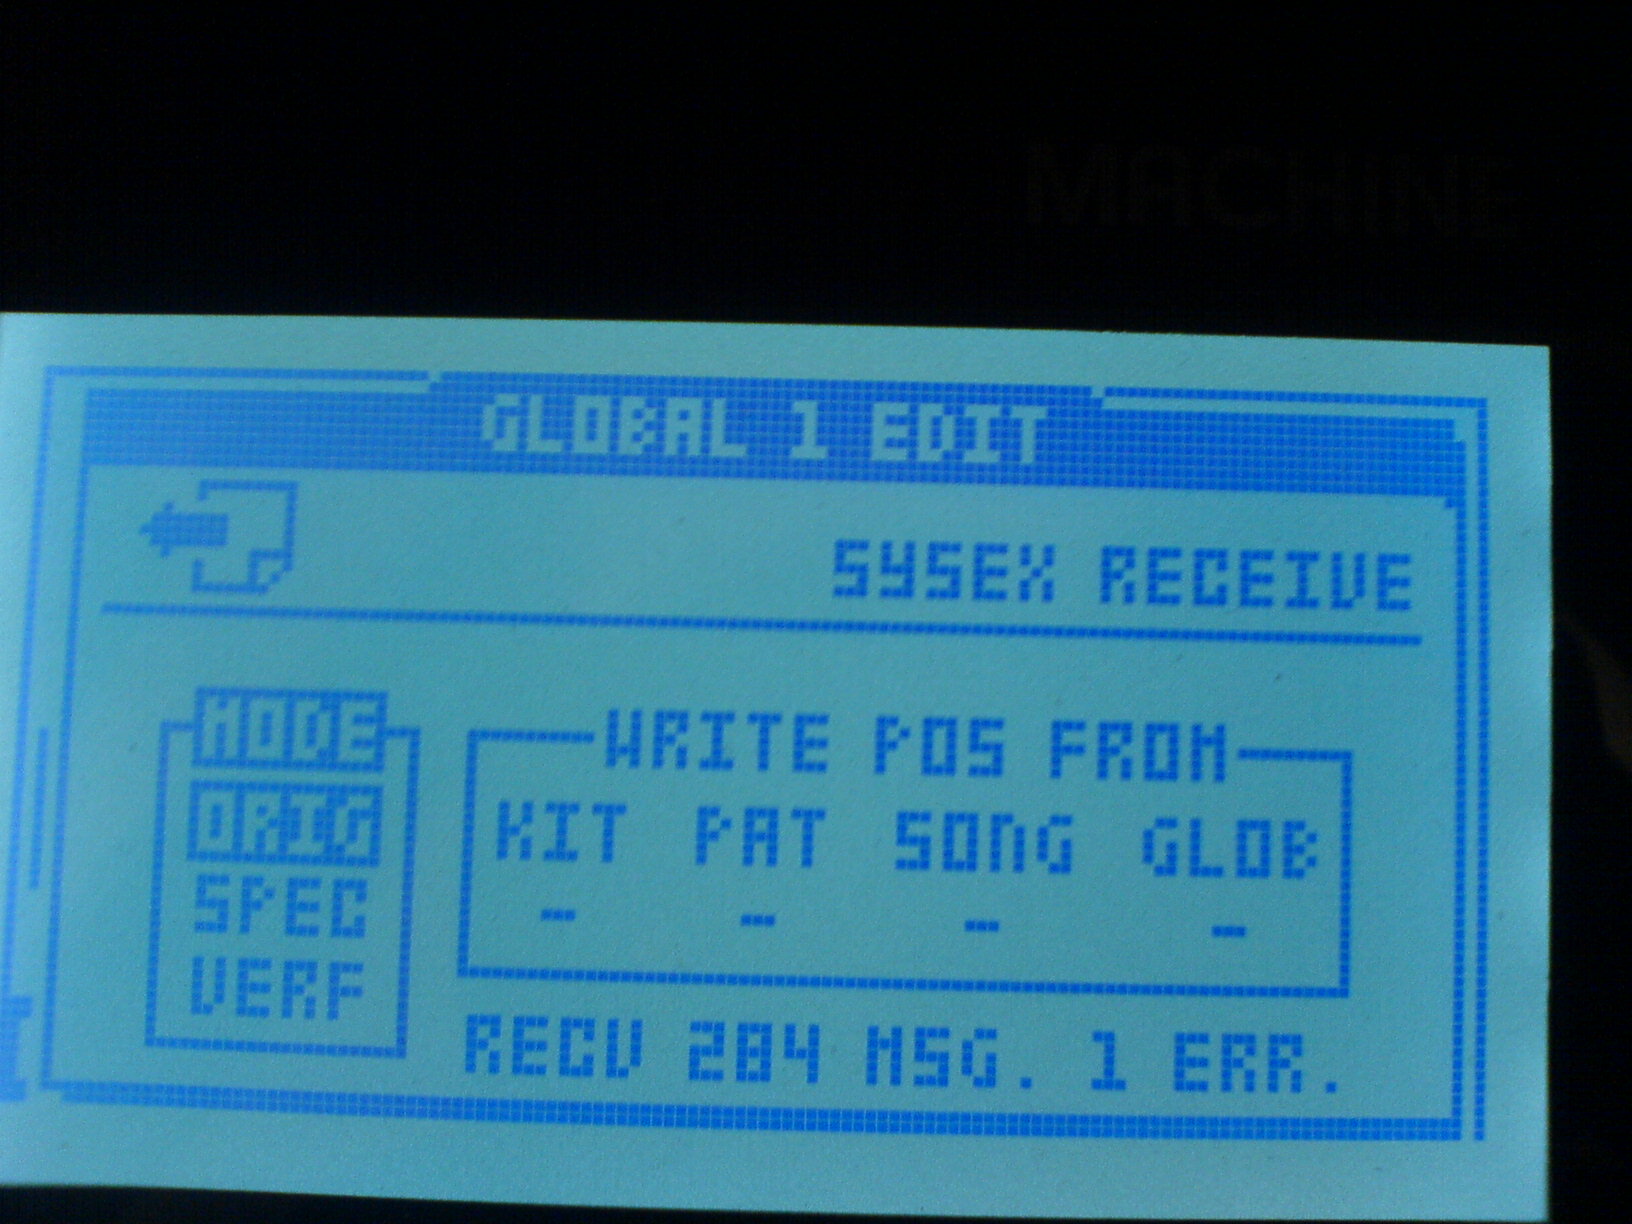 MACHINE
GLOBAL 1 EDIT
SYSEX RECEIVE
MODE
ORIG
SPEC
VERF
WRITE POS FROM
KIT PAT SONG GLOB
- - - -
RECV 284 MSG. 1 ERR.